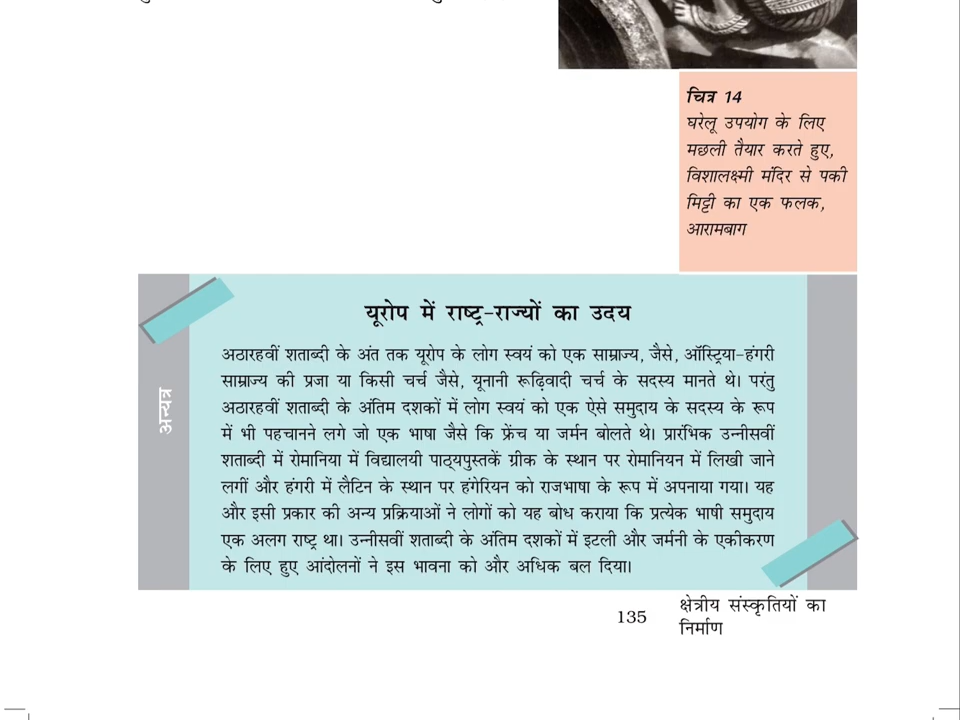 चित्र 14
घरेलू उपयोग के लिए
मछली तैयार करते हुए,
विशालक्ष्मी मंदिर से पकी
मिट्टी का एक फलक,
आरामबाग
अन्यत्र
यूरोप में राष्ट्र-राज्यों का उदय
अठारहवीं शताब्दी के अंत तक यूरोप के लोग स्वयं को एक साम्राज्य, जैसे, ऑस्ट्रिया-हंगरी
साम्राज्य की प्रजा या किसी चर्च जैसे, यूनानी रूढ़िवादी चर्च के सदस्य मानते थे। परंतु
अठारहवीं शताब्दी के अंतिम दशकों में लोग स्वयं को एक ऐसे समुदाय के सदस्य के रूप
में भी पहचानने लगे जो एक भाषा जैसे कि फ्रेंच या जर्मन बोलते थे। प्रारंभिक उन्नीसवीं
शताब्दी में रोमानिया में विद्यालयी पाठ्यपुस्तकें ग्रीक के स्थान पर रोमानियन में लिखी जाने
लगीं और हंगरी में लैटिन के स्थान पर हंगेरियन को राजभाषा के रूप में अपनाया गया। यह
और इसी प्रकार की अन्य प्रक्रियाओं ने लोगों को यह बोध कराया कि प्रत्येक भाषी समुदाय
एक अलग राष्ट्र था। उन्नीसवीं शताब्दी के अंतिम दशकों में इटली और जर्मनी के एकीकरण
के लिए हुए आंदोलनों ने इस भावना को और अधिक बल दिया।
135
क्षेत्रीय संस्कृतियों का
निर्माण